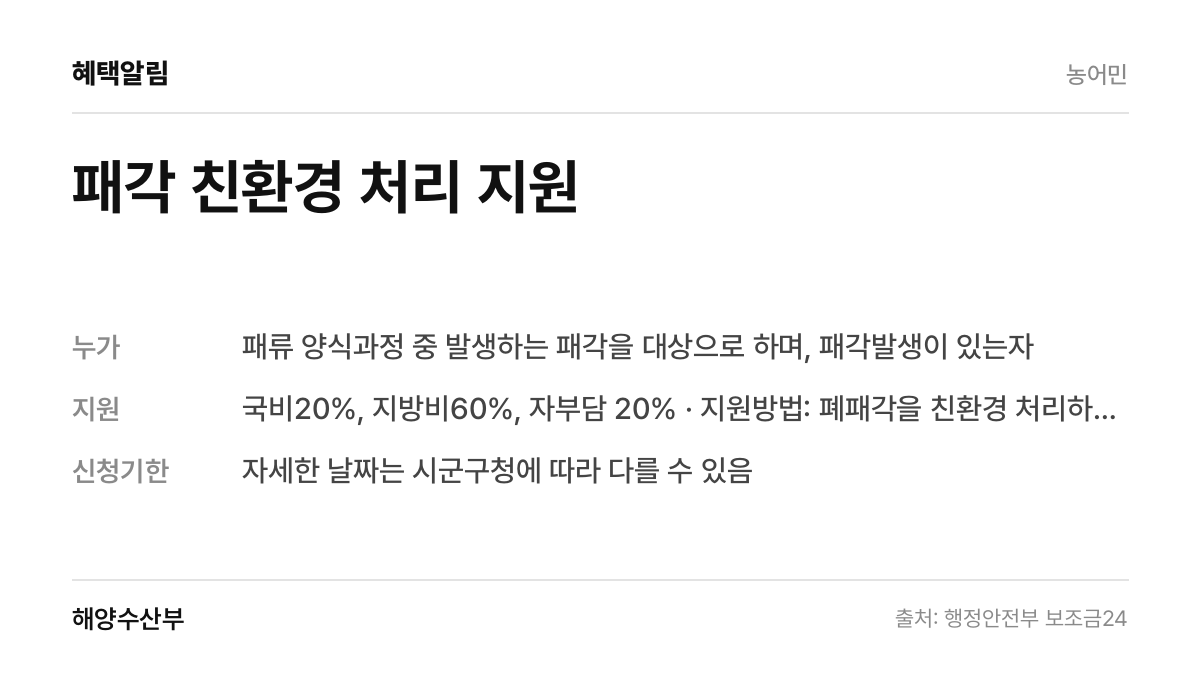 혜택알림
농어민
패각 친환경 처리 지원
누가 패류 양식과정 중 발생하는 패각을 대상으로 하며, 패각발생이 있는자
지원 국비20%, 지방비60%, 자부담 20% · 지원방법: 폐패각을 친환경 처리하...
신청기한 자세한 날짜는 시군구청에 따라 다를 수 있음
해양수산부
출처: 행정안전부 보조금24